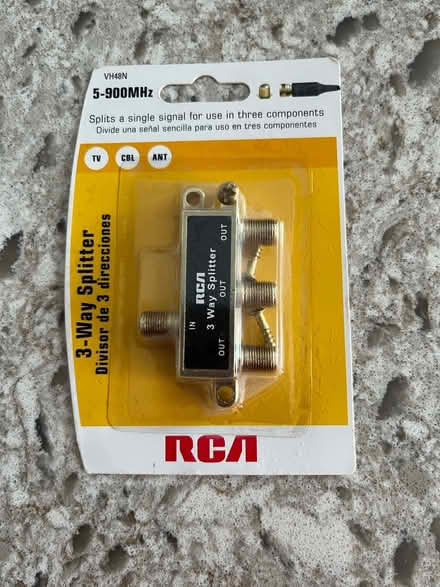 VH48N
5-900MHz
Splits a single signal for use in three components
Divide una señal sencilla para uso en tres componentes
TV CBL ANT
3-Way Splitter
Divisor de 3 direcciones
IN
RCA
3 Way Splitter
OUT
OUT
OUT
RCA